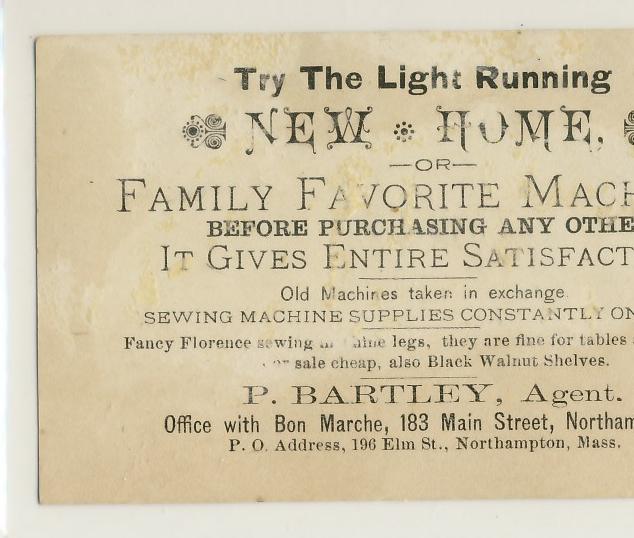 Try The Light Running
NEW HOME,
—OR—
FAMILY FAVORITE MACH
BEFORE PURCHASING ANY OTHE
IT GIVES ENTIRE SATISFACT
Old Machines taken in exchange
SEWING MACHINE SUPPLIES CONSTANTLY ON
Fancy Florence sewing legs, they are fine for tables
or sale cheap, also Black Walnut Shelves.
P. BARTLEY, Agent.
Office with Bon Marche, 183 Main Street, Northam
P. O. Address, 196 Elm St., Northampton, Mass.